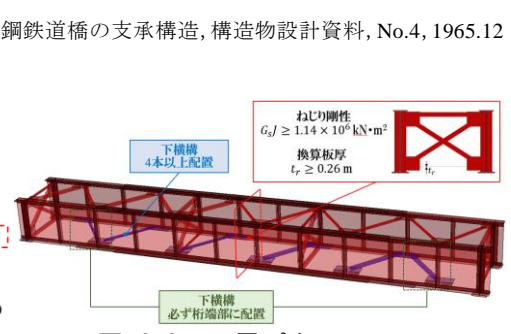 鋼鉄道橋の支承構造, 構造物設計資料, No.4, 1965.12
ねじり剛性
G_sJ ≥ 1.14 × 10⁶ kN・m²
換算板厚
t_r ≥ 0.26 m
t_r
下横構
4本以上配置
下横構
必ず桁端部に配置